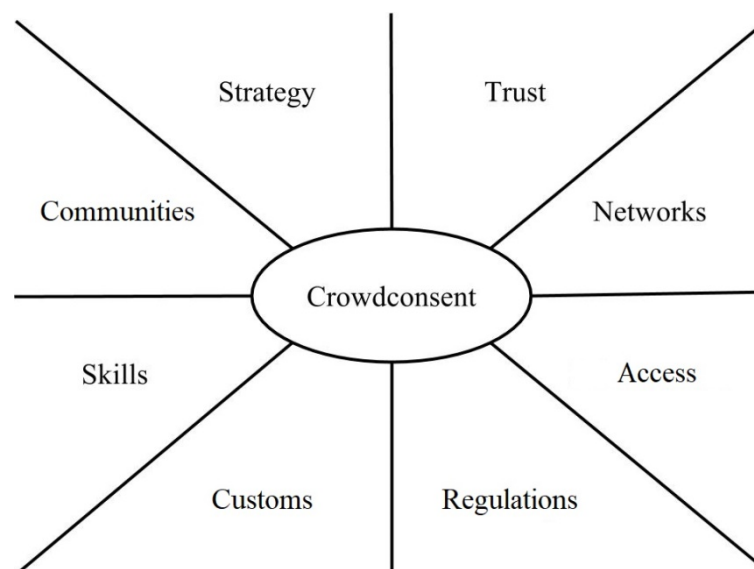 Strategy
Trust
Communities
Networks
Crowdconsent
Skills
Access
Customs
Regulations